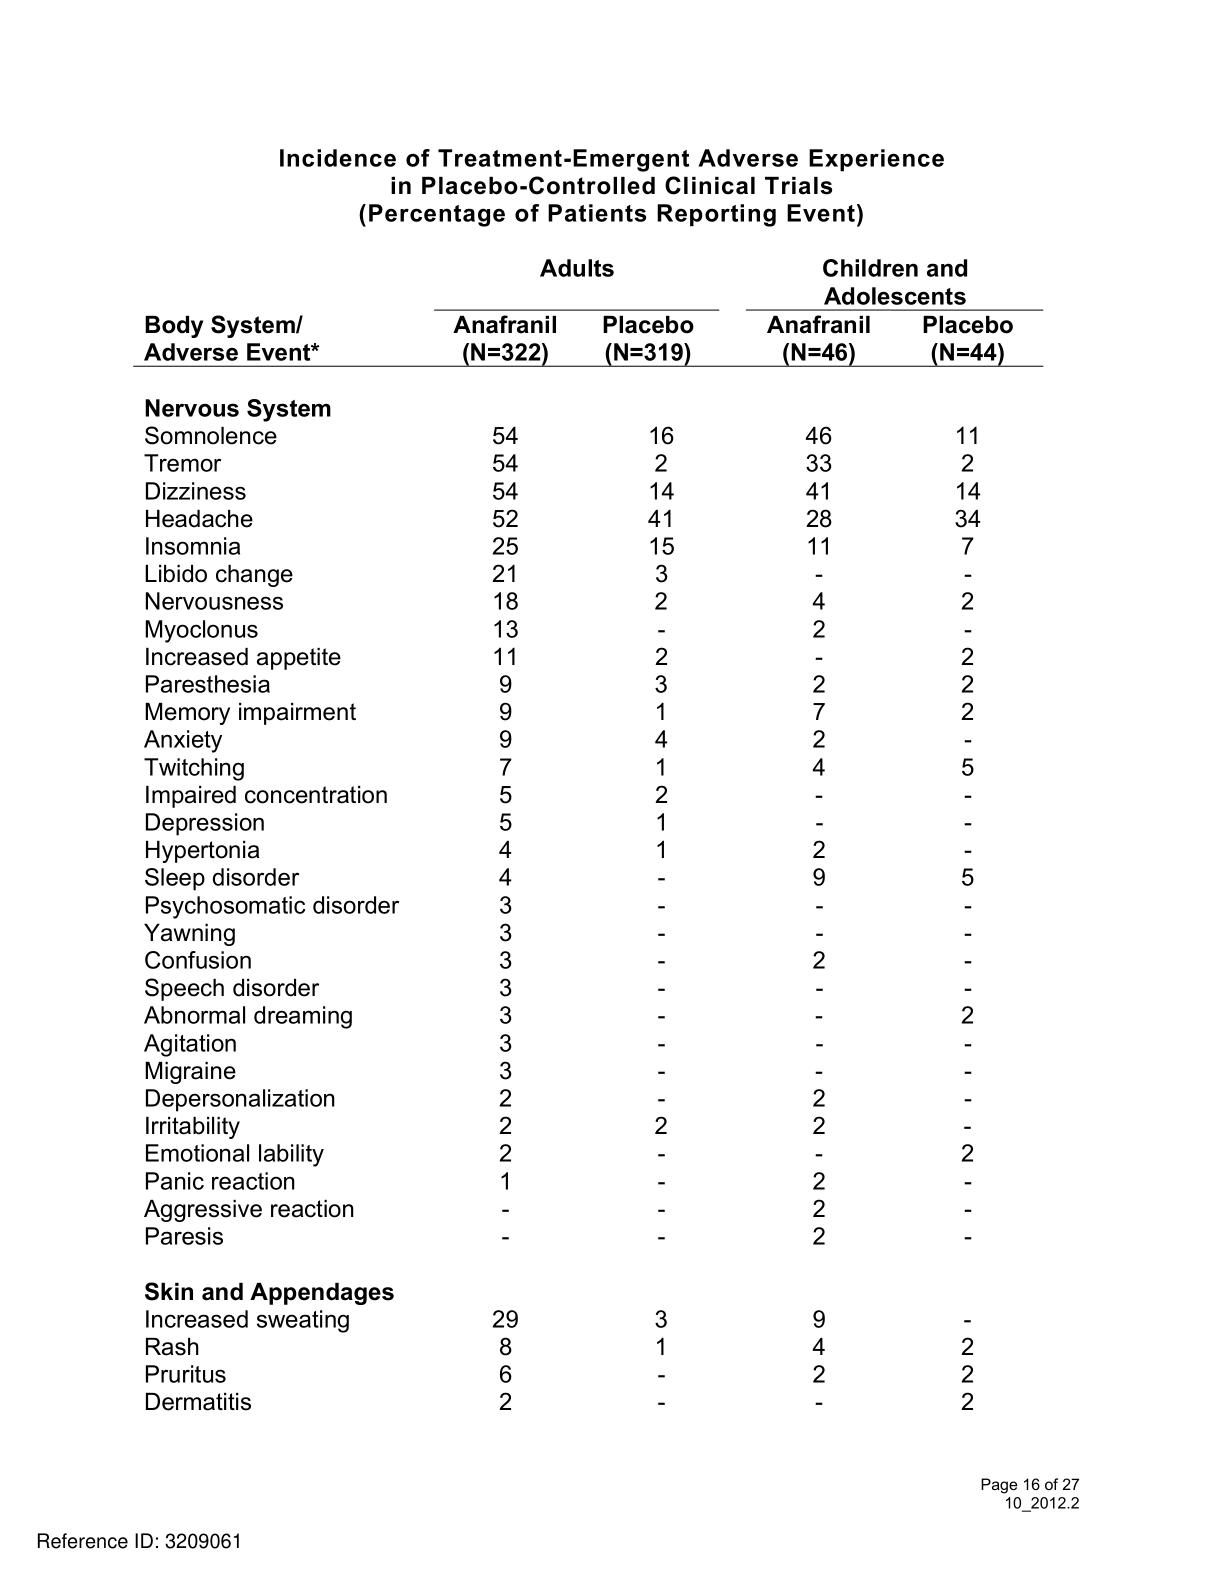 Incidence of Treatment-Emergent Adverse Experience
in Placebo-Controlled Clinical Trials
(Percentage of Patients Reporting Event)
Adults Children and
Adolescents
Body System/ Anafranil Placebo Anafranil Placebo
Adverse Event* (N=322) (N=319) (N=46) (N=44)
Nervous System
Somnolence 54 16 46 11
Tremor 54 2 33 2
Dizziness 54 14 41 14
Headache 52 41 28 34
Insomnia 25 15 11 7
Libido change 21 3 - -
Nervousness 18 2 4 2
Myoclonus 13 - 2 -
Increased appetite 11 2 - 2
Paresthesia 9 3 2 2
Memory impairment 9 1 7 2
Anxiety 9 4 2 -
Twitching 7 1 4 5
Impaired concentration 5 2 - -
Depression 5 1 - -
Hypertonia 4 1 2 -
Sleep disorder 4 - 9 5
Psychosomatic disorder 3 - - -
Yawning 3 - - -
Confusion 3 - 2 -
Speech disorder 3 - - -
Abnormal dreaming 3 - - 2
Agitation 3 - - -
Migraine 3 - - -
Depersonalization 2 - 2 -
Irritability 2 2 2 -
Emotional lability 2 - - 2
Panic reaction 1 - 2 -
Aggressive reaction - - 2 -
Paresis - - 2 -
Skin and Appendages
Increased sweating 29 3 9 -
Rash 8 1 4 2
Pruritus 6 - 2 2
Dermatitis 2 - - 2
Page 16 of 27
10_2012.2
Reference ID: 3209061